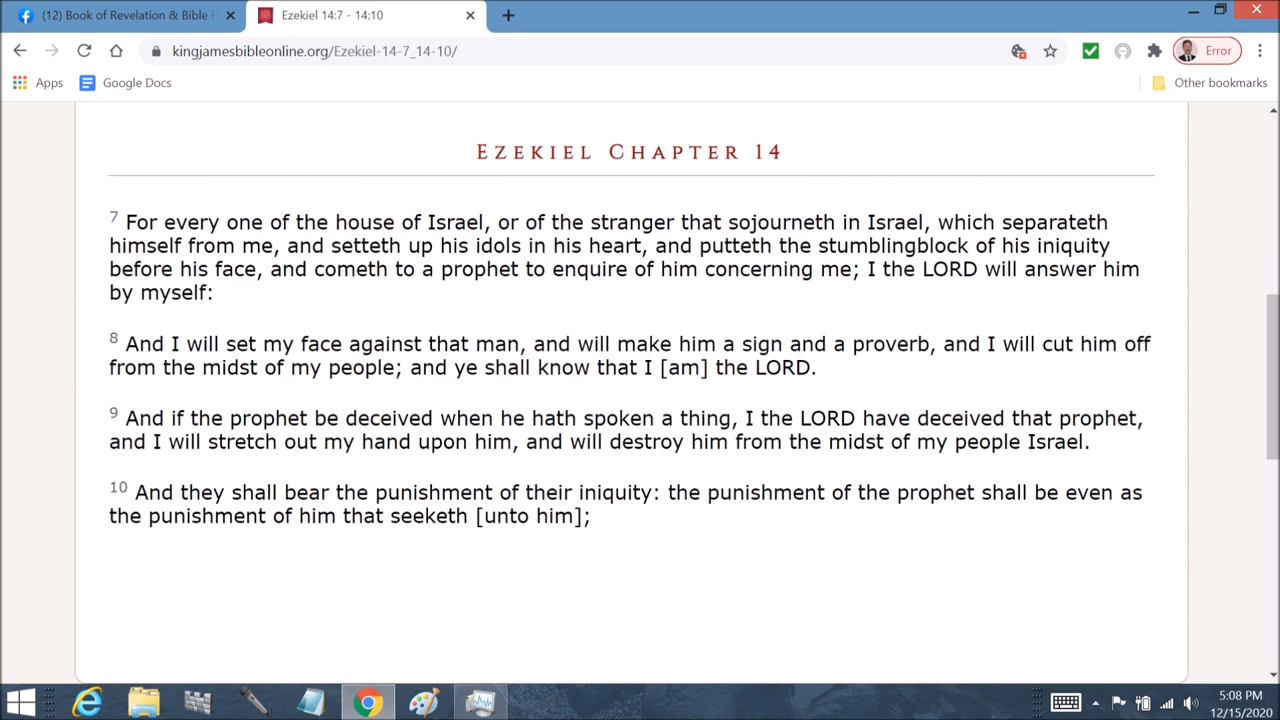 (12) Book of Revelation & Bible P
Ezekiel 14:7 - 14:10
kingjamesbibleonline.org/Ezekiel-14-7_14-10/
Error
Apps
Google Docs
Other bookmarks
EZEKIEL CHAPTER 14
7 For every one of the house of Israel, or of the stranger that sojourneth in Israel, which separateth
himself from me, and setteth up his idols in his heart, and putteth the stumblingblock of his iniquity
before his face, and cometh to a prophet to enquire of him concerning me; I the LORD will answer him
by myself:
8 And I will set my face against that man, and will make him a sign and a proverb, and I will cut him off
from the midst of my people; and ye shall know that I [am] the LORD.
9 And if the prophet be deceived when he hath spoken a thing, I the LORD have deceived that prophet,
and I will stretch out my hand upon him, and will destroy him from the midst of my people Israel.
10 And they shall bear the punishment of their iniquity: the punishment of the prophet shall be even as
the punishment of him that seeketh [unto him];
5:08 PM
12/15/2020